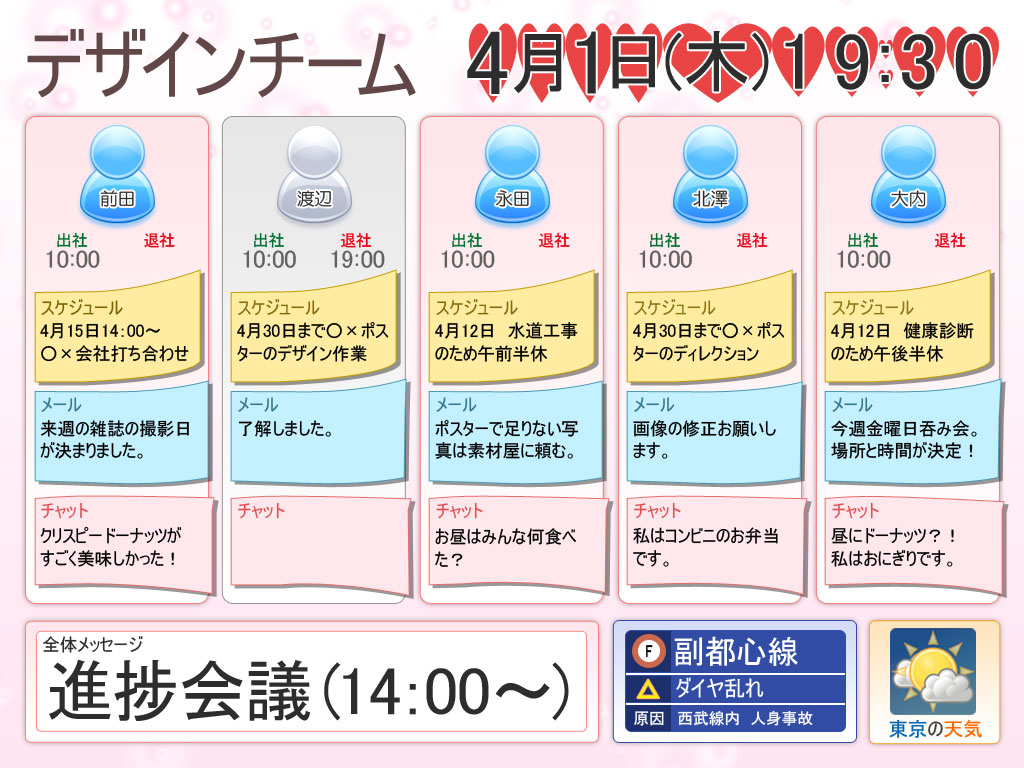 デザインチーム
4月1日(木)19:30
前田
出社 退社
10:00
スケジュール
4月15日14:00〜
〇×会社打ち合わせ
メール
来週の雑誌の撮影日
が決まりました。
チャット
クリスピードーナッツが
すごく美味しかった！
渡辺
出社 退社
10:00 19:00
スケジュール
4月30日まで〇×ポス
ターのデザイン作業
メール
了解しました。
チャット
永田
出社 退社
10:00
スケジュール
4月12日　水道工事
のため午前半休
メール
ポスターで足りない写
真は素材屋に頼む。
チャット
お昼はみんな何食べ
た？
北澤
出社 退社
10:00
スケジュール
4月30日まで〇×ポス
ターのディレクション
メール
画像の修正お願いし
ます。
チャット
私はコンビニのお弁当
です。
大内
出社 退社
10:00
スケジュール
4月12日　健康診断
のため午後半休
メール
今週金曜日呑み会。
場所と時間が決定！
チャット
昼にドーナッツ？！
私はおにぎりです。
全体メッセージ
進捗会議(14:00〜)
F 副都心線
ダイヤ乱れ
原因 西武線内　人身事故
東京の天気